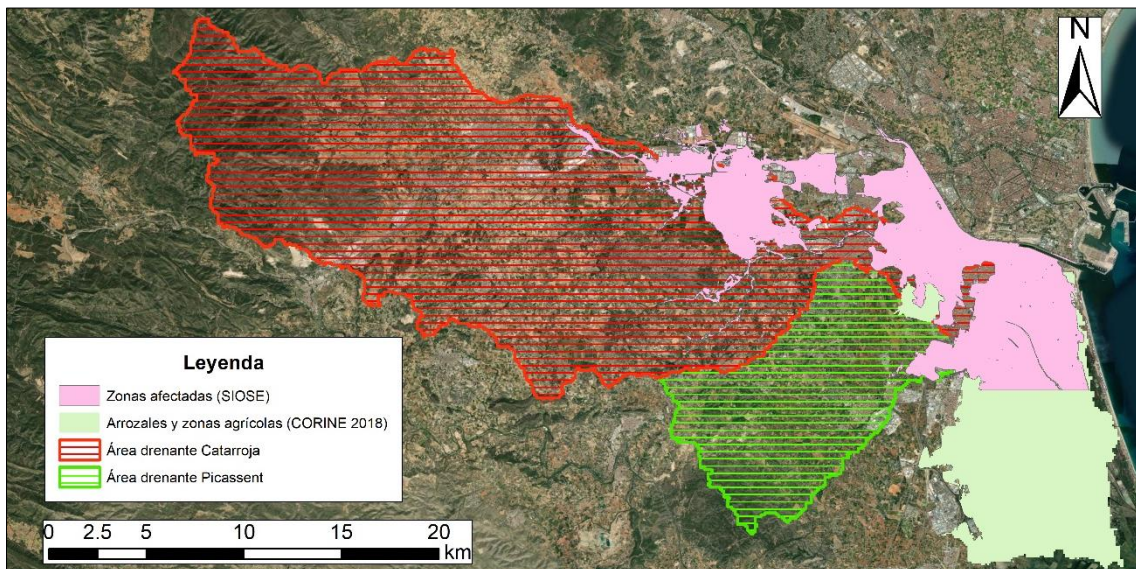 N
Leyenda
Zonas afectadas (SIOSE)
Arrozales y zonas agrícolas (CORINE 2018)
Área drenante Catarroja
Área drenante Picassent
0 2.5 5 10 15 20
km